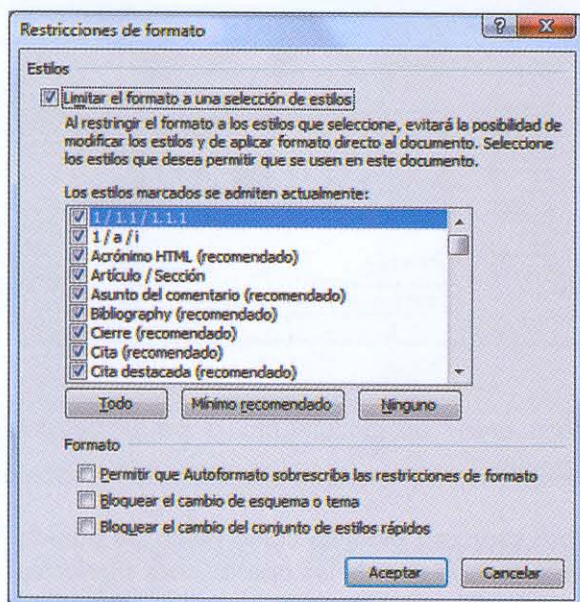 Restricciones de formato
Estilos
Limitar el formato a una selección de estilos
Al restringir el formato a los estilos que seleccione, evitará la posibilidad de
modificar los estilos y de aplicar formato directo al documento. Seleccione
los estilos que desea permitir que se usen en este documento.
Los estilos marcados se admiten actualmente:
1 / 1.1 / 1.1.1
1 / a / i
Acrónimo HTML (recomendado)
Artículo / Sección
Asunto del comentario (recomendado)
Bibliography (recomendado)
Cierre (recomendado)
Cita (recomendado)
Cita destacada (recomendado)
Todo Mínimo recomendado Ninguno
Formato
Permitir que Autoformato sobrescriba las restricciones de formato
Bloquear el cambio de esquema o tema
Bloquear el cambio del conjunto de estilos rápidos
Aceptar Cancelar